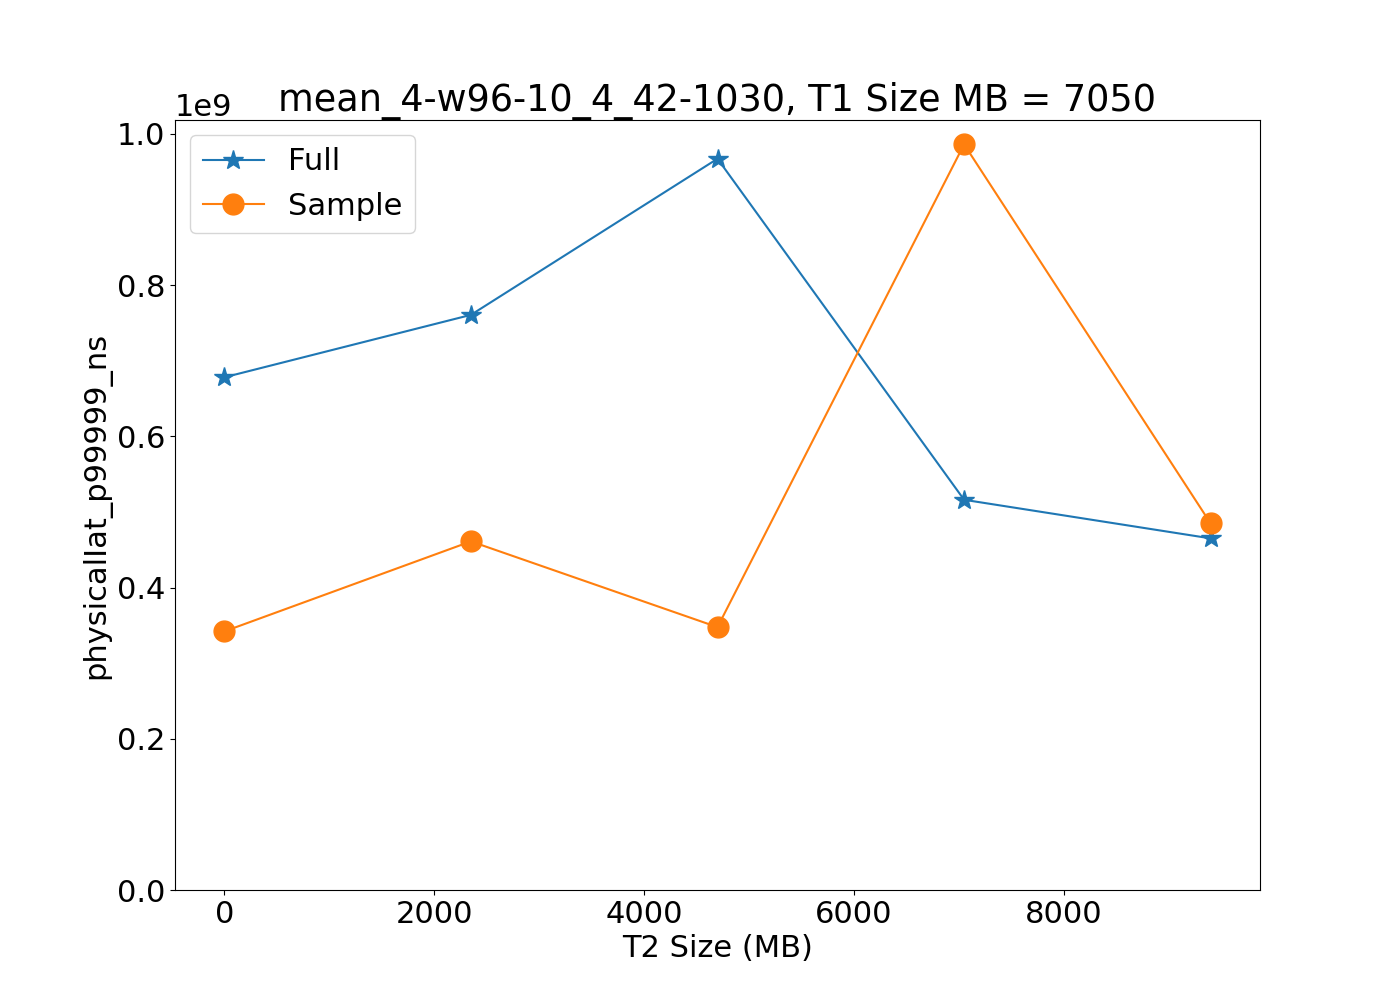 mean_4-w96-10_4_42-1030, T1 Size MB = 7050
1e9
Full
Sample
1.0
0.8
0.6
0.4
0.2
0.0
physicallat_p99999_ns
0 2000 4000 6000 8000
T2 Size (MB)